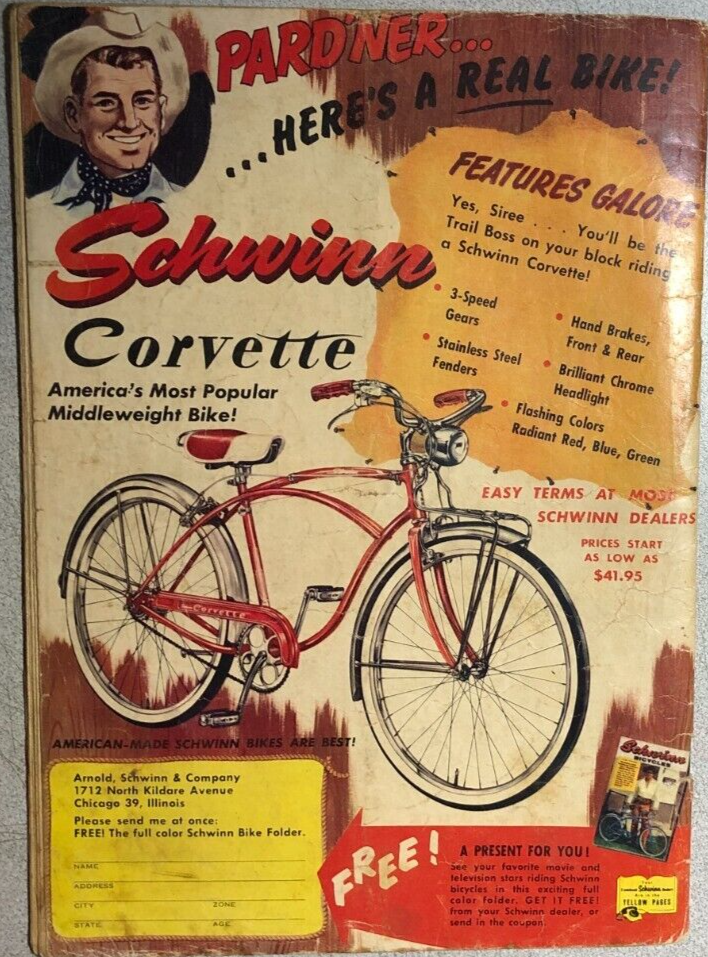 PARD'NER...
...HERE'S A REAL BIKE!
FEATURES GALORE
Yes, Siree . . . You'll be the
Trail Boss on your block riding
a Schwinn Corvette!
Schwinn
Corvette
America's Most Popular
Middleweight Bike!
• 3-Speed
Gears
• Stainless Steel
Fenders
• Hand Brakes,
Front & Rear
• Brilliant Chrome
Headlight
• Flashing Colors
Radiant Red, Blue, Green
EASY TERMS AT MOST
SCHWINN DEALERS
PRICES START
AS LOW AS
$41.95
Corvette
AMERICAN-MADE SCHWINN BIKES ARE BEST!
Arnold, Schwinn & Company
1712 North Kildare Avenue
Chicago 39, Illinois
Please send me at once:
FREE! The full color Schwinn Bike Folder.
NAME
ADDRESS
CITY ZONE
STATE AGE
FREE!
A PRESENT FOR YOU!
See your favorite movie and
television stars riding Schwinn
bicycles in this exciting full
color folder. GET IT FREE!
from your Schwinn dealer, or
send in the coupon.
Schwinn
BICYCLES
Schwinn
YELLOW PAGES